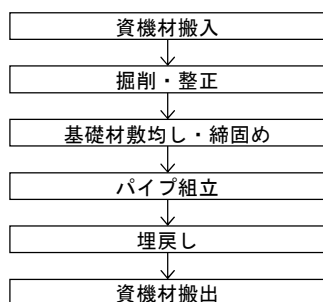 資機材搬入
掘削・整正
基礎材敷均し・締固め
パイプ組立
埋戻し
資機材搬出